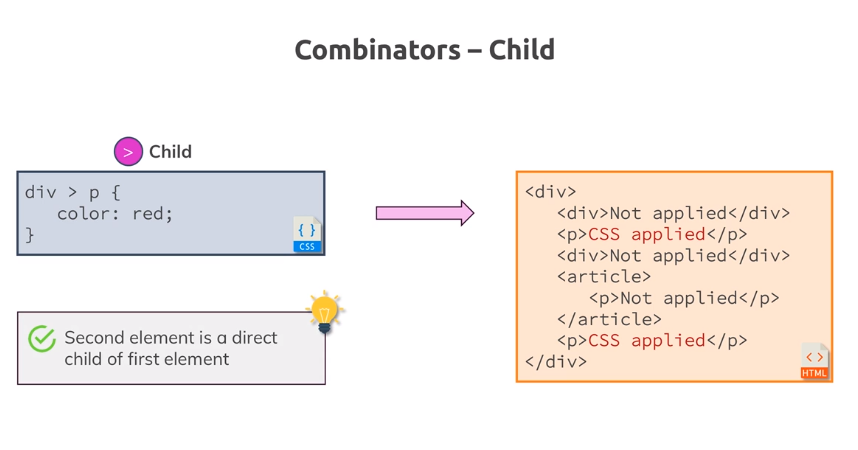 Combinators – Child
> Child
div > p {
   color: red;
}
{ }
CSS
Second element is a direct
child of first element
<div>
   <div>Not applied</div>
   <p>CSS applied</p>
   <div>Not applied</div>
   <article>
      <p>Not applied</p>
   </article>
   <p>CSS applied</p>
</div>
<>
HTML